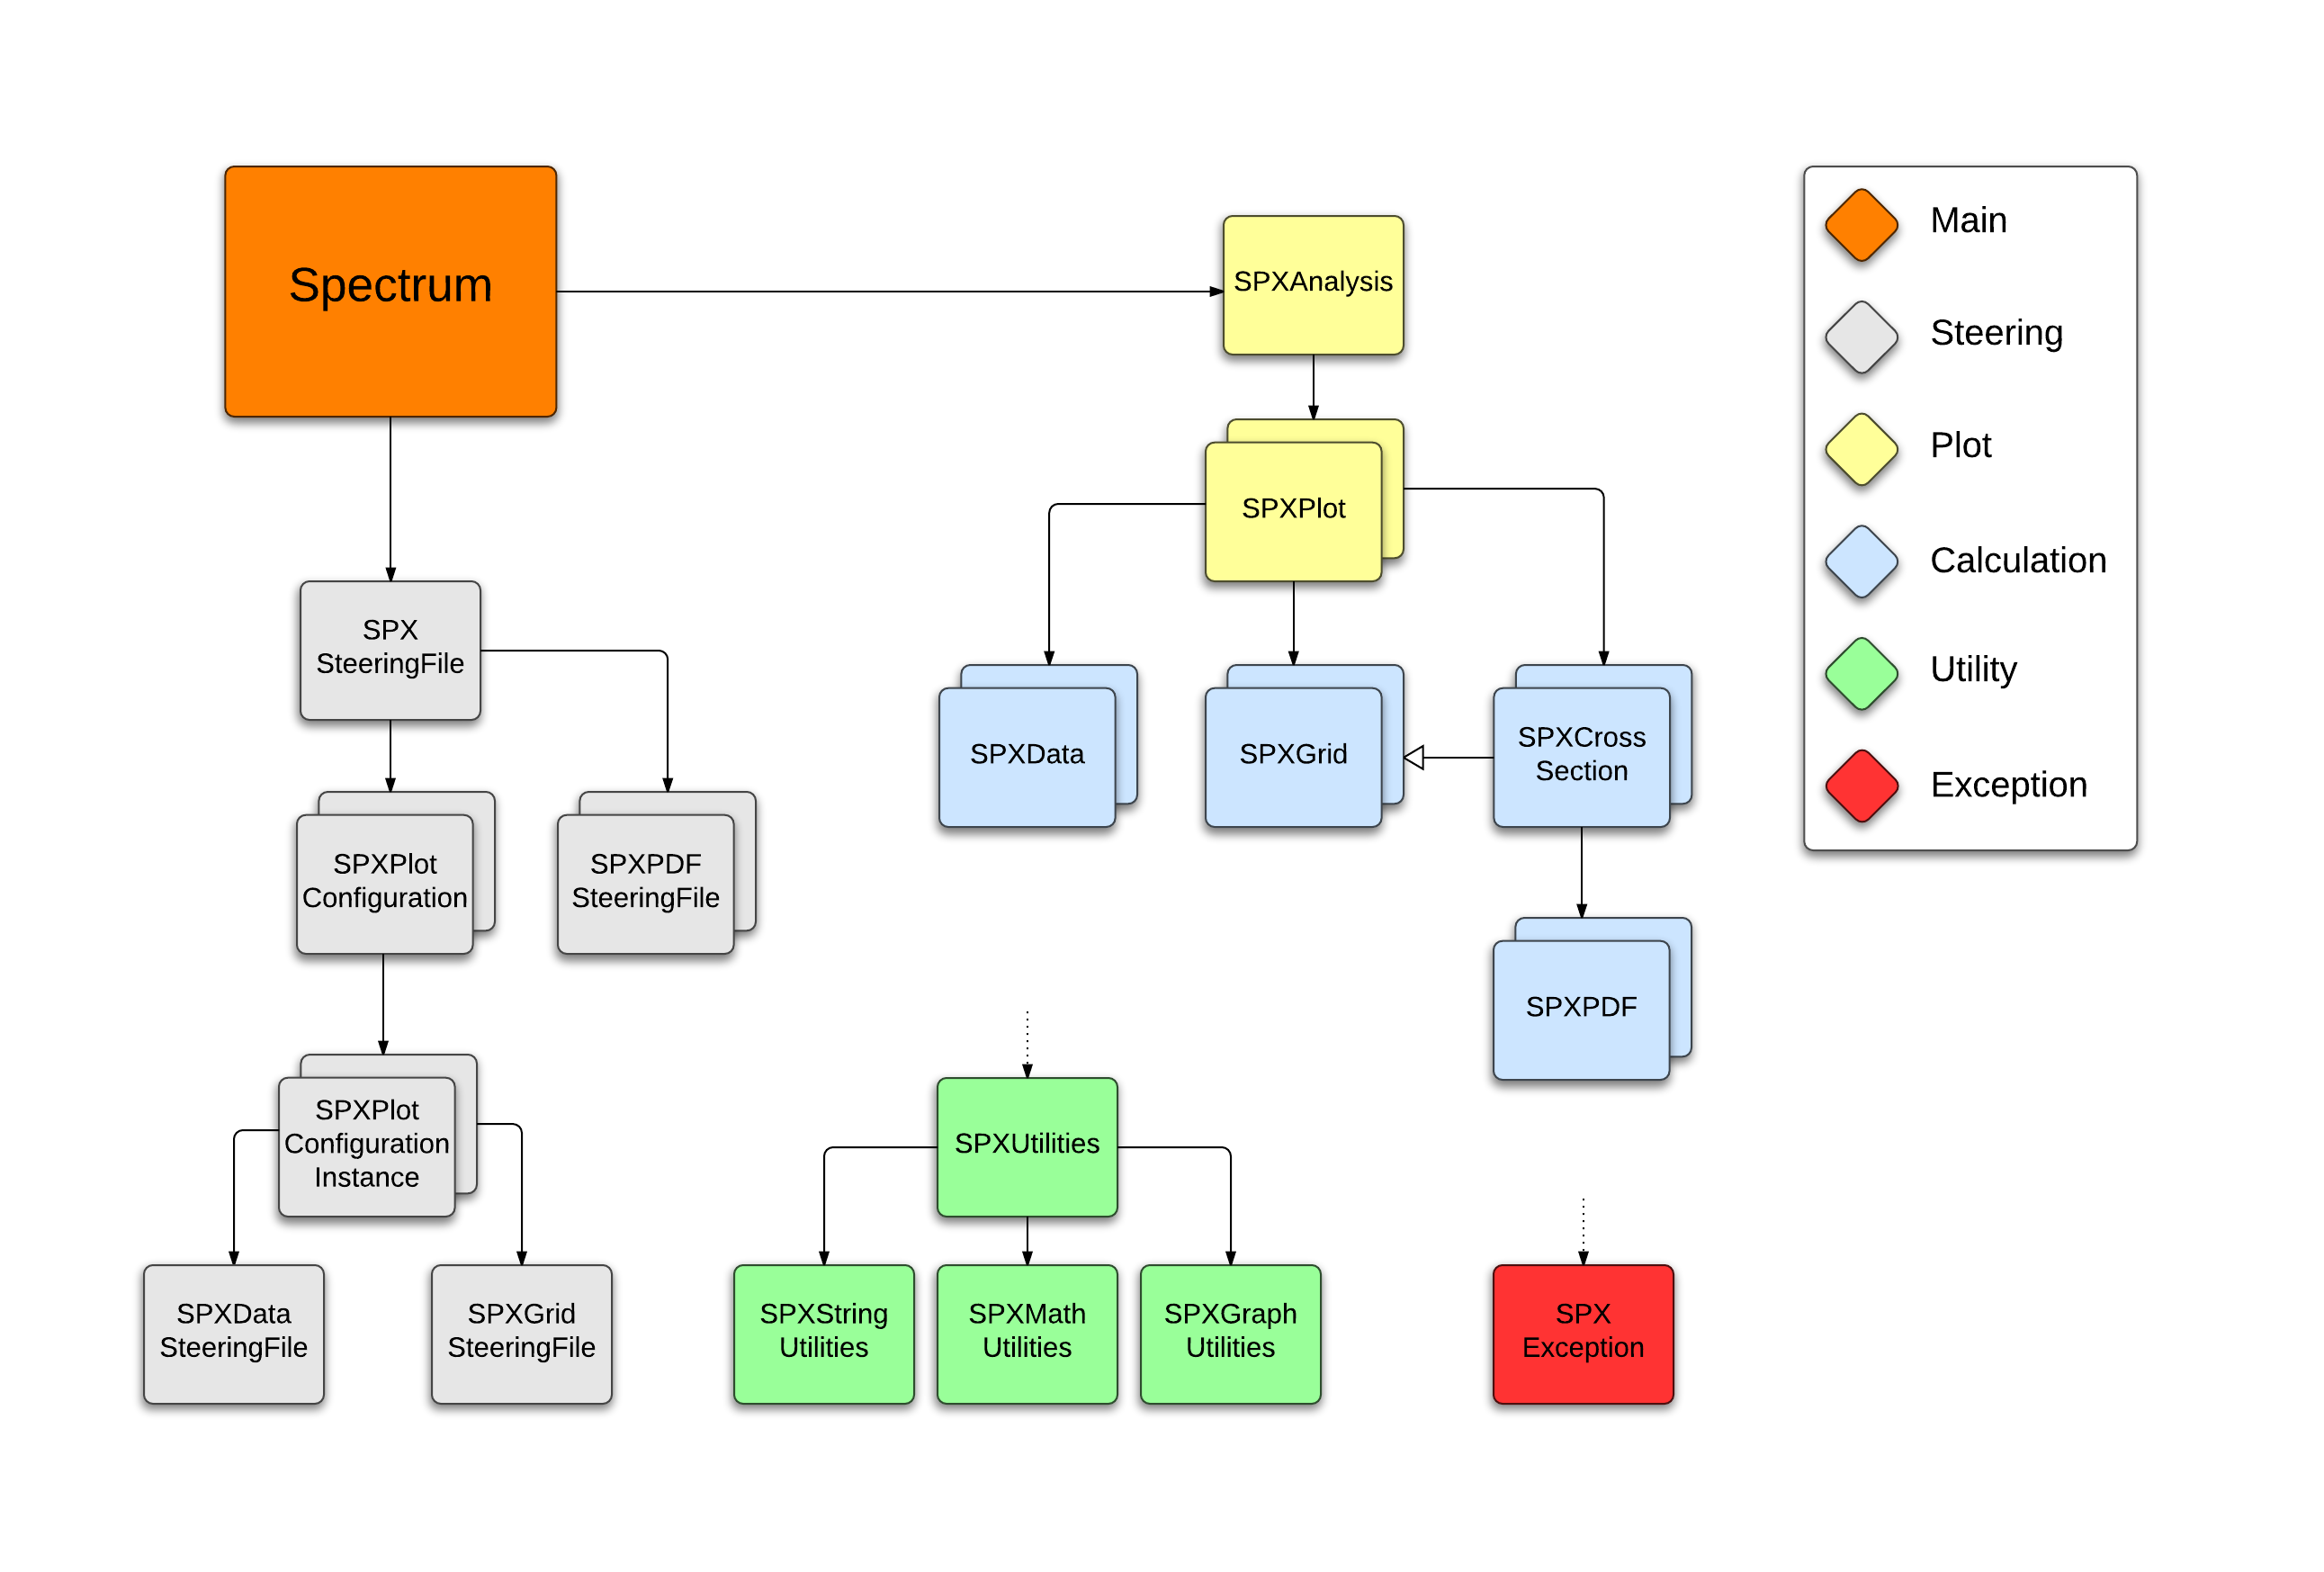 Spectrum
SPXAnalysis
SPXPlot
SPX
SteeringFile
SPXData
SPXGrid
SPXCross
Section
SPXPlot
Configuration
SPXPDF
SteeringFile
SPXPDF
SPXPlot
Configuration
Instance
SPXUtilities
SPXData
SteeringFile
SPXGrid
SteeringFile
SPXString
Utilities
SPXMath
Utilities
SPXGraph
Utilities
SPX
Exception
Main
Steering
Plot
Calculation
Utility
Exception